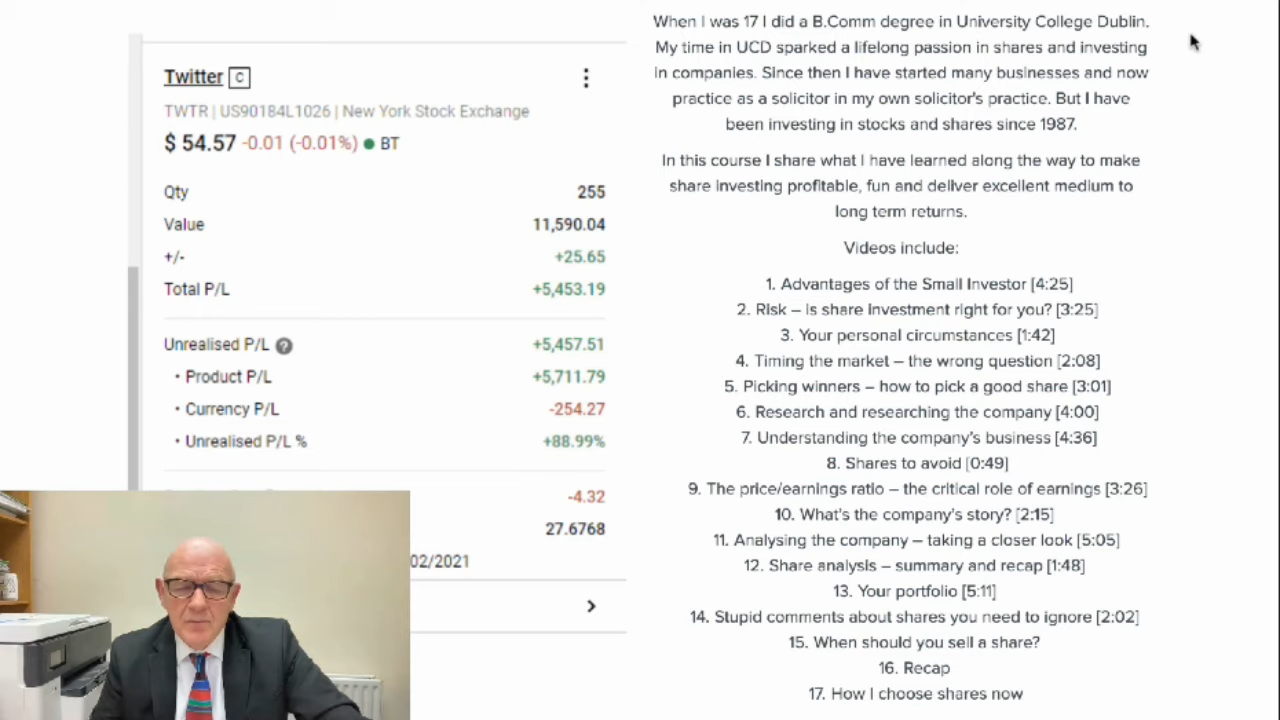 Twitter C
TWTR | US90184L1026 | New York Stock Exchange
$ 54.57 -0.01 (-0.01%) BT
Qty 255
Value 11,590.04
+/- +25.65
Total P/L +5,453.19
Unrealised P/L ? +5,457.51
• Product P/L +5,711.79
• Currency P/L -254.27
• Unrealised P/L % +88.99%
-4.32
27.6768
02/2021
When I was 17 I did a B.Comm degree in University College Dublin.
My time in UCD sparked a lifelong passion in shares and investing
in companies. Since then I have started many businesses and now
practice as a solicitor in my own solicitor's practice. But I have
been investing in stocks and shares since 1987.
In this course I share what I have learned along the way to make
share investing profitable, fun and deliver excellent medium to
long term returns.
Videos include:
1. Advantages of the Small Investor [4:25]
2. Risk – is share investment right for you? [3:25]
3. Your personal circumstances [1:42]
4. Timing the market – the wrong question [2:08]
5. Picking winners – how to pick a good share [3:01]
6. Research and researching the company [4:00]
7. Understanding the company's business [4:36]
8. Shares to avoid [0:49]
9. The price/earnings ratio – the critical role of earnings [3:26]
10. What's the company's story? [2:15]
11. Analysing the company – taking a closer look [5:05]
12. Share analysis – summary and recap [1:48]
13. Your portfolio [5:11]
14. Stupid comments about shares you need to ignore [2:02]
15. When should you sell a share?
16. Recap
17. How I choose shares now